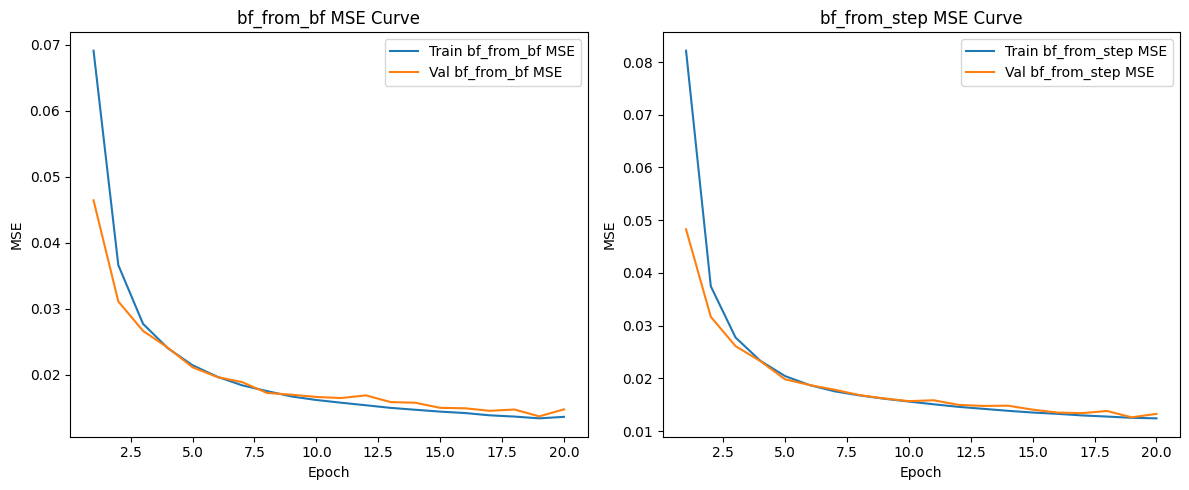 bf_from_bf MSE Curve
Train bf_from_bf MSE
Val bf_from_bf MSE
MSE
0.07
0.06
0.05
0.04
0.03
0.02
2.5 5.0 7.5 10.0 12.5 15.0 17.5 20.0
Epoch
bf_from_step MSE Curve
Train bf_from_step MSE
Val bf_from_step MSE
MSE
0.08
0.07
0.06
0.05
0.04
0.03
0.02
0.01
2.5 5.0 7.5 10.0 12.5 15.0 17.5 20.0
Epoch